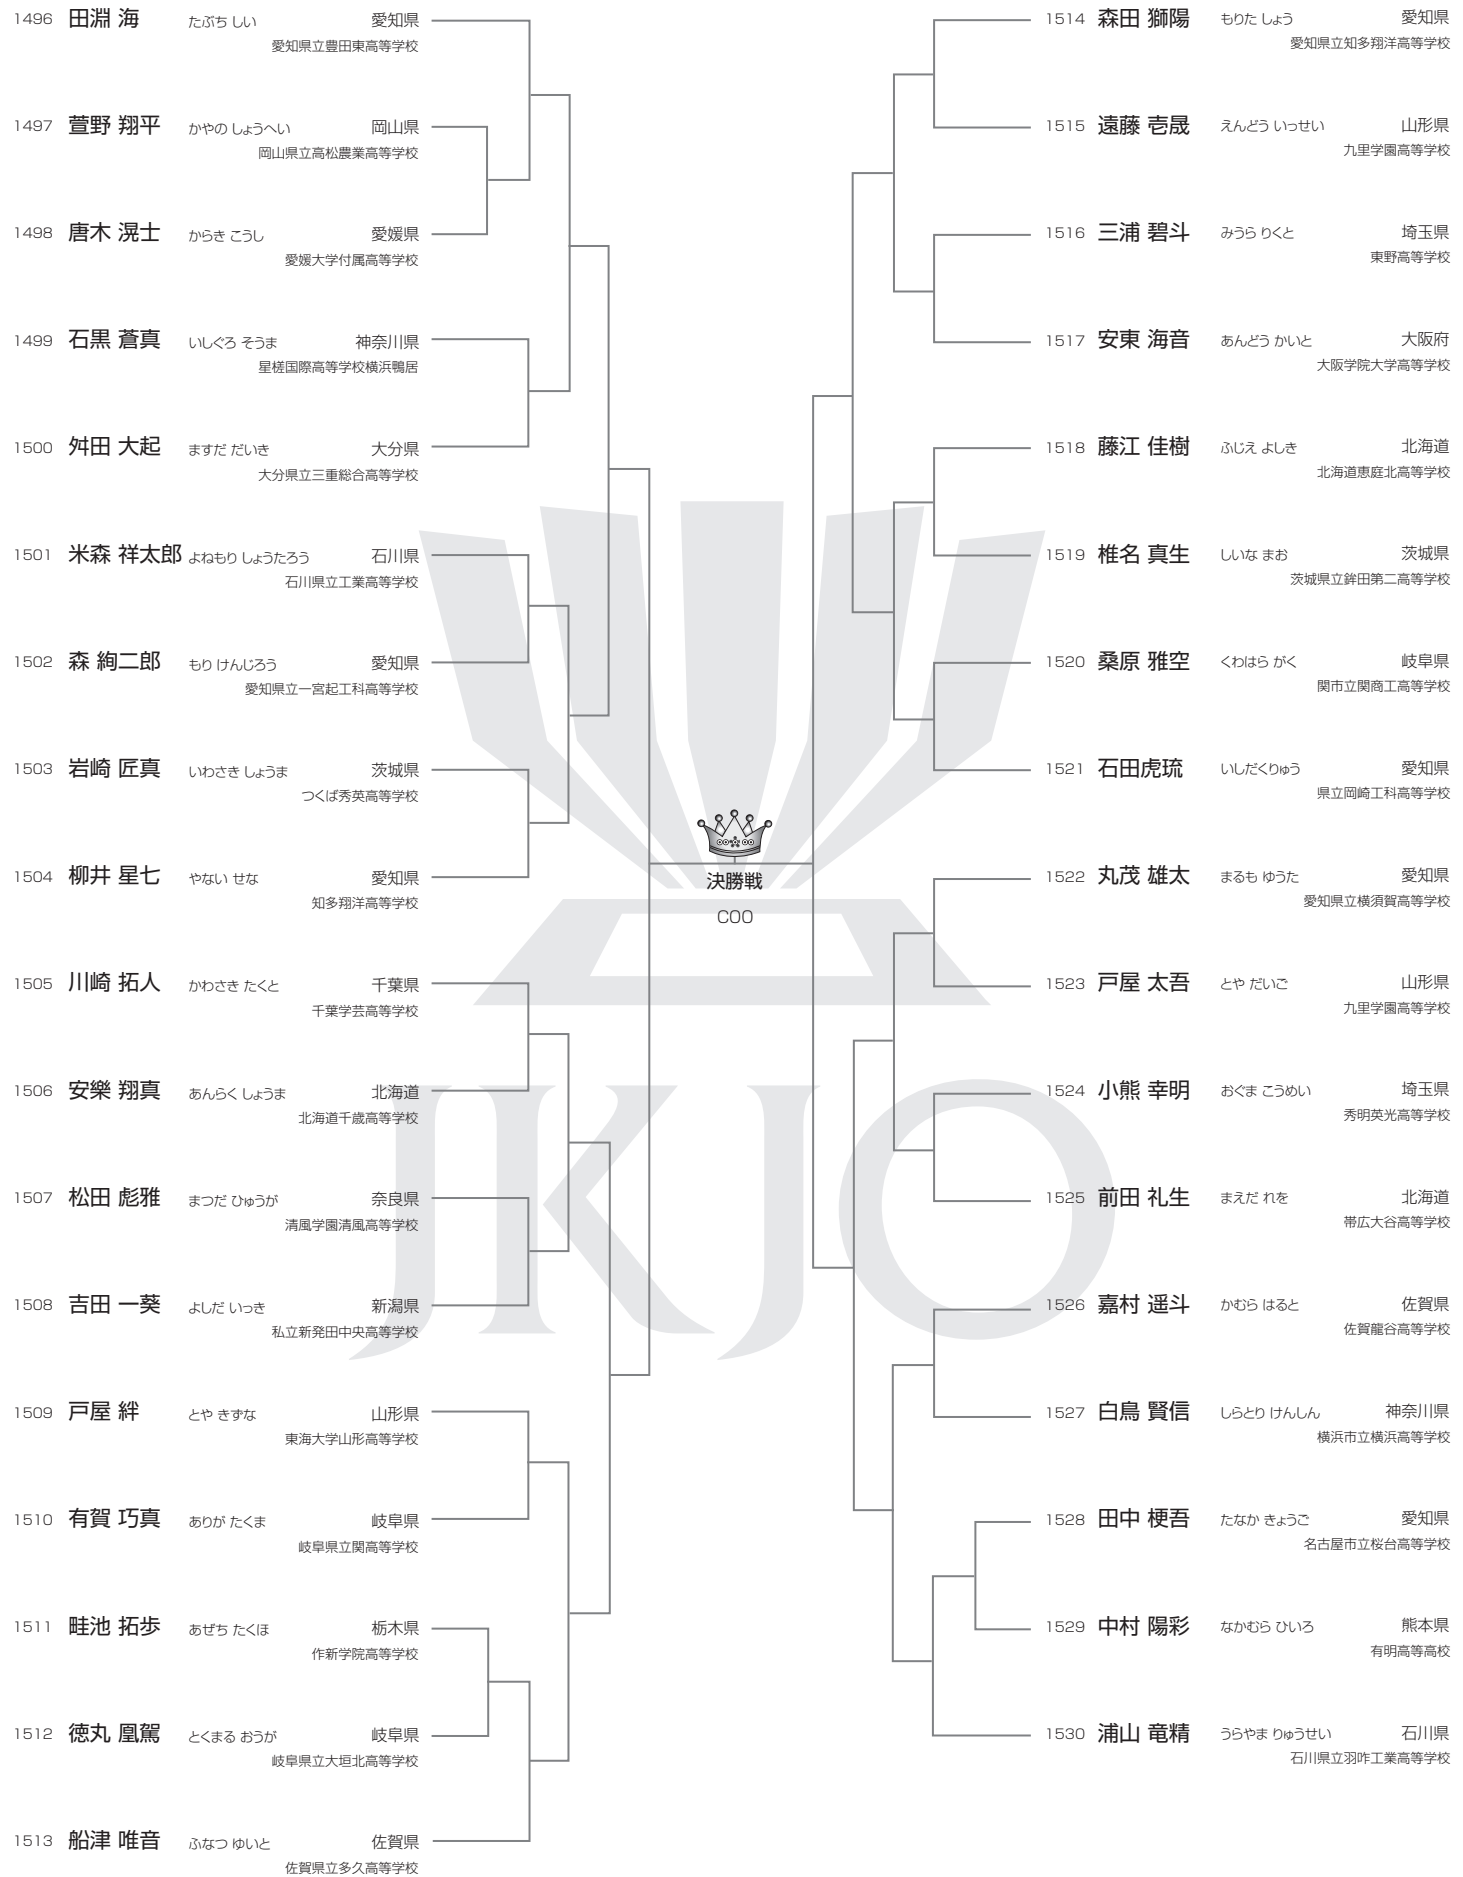 1496 田淵 海 たぶち しい 愛知県
愛知県立豊田東高等学校
1497 萱野 翔平 かやの しょうへい 岡山県
岡山県立高松農業高等学校
1498 唐木 滉士 からき こうし 愛媛県
愛媛大学付属高等学校
1499 石黒 蒼真 いしぐろ そうま 神奈川県
星槎国際高等学校横浜鴨居
1500 舛田 大起 ますだ だいき 大分県
大分県立三重総合高等学校
1501 米森 祥太郎 よねもり しょうたろう 石川県
石川県立工業高等学校
1502 森 絢二郎 もり けんじろう 愛知県
愛知県立一宮起工科高等学校
1503 岩崎 匠真 いわさき しょうま 茨城県
つくば秀英高等学校
1504 柳井 星七 やない せな 愛知県
知多翔洋高等学校
1505 川崎 拓人 かわさき たくと 千葉県
千葉学芸高等学校
1506 安樂 翔真 あんらく しょうま 北海道
北海道千歳高等学校
1507 松田 彪雅 まつだ ひゅうが 奈良県
清風学園清風高等学校
1508 吉田 一葵 よしだ いっき 新潟県
私立新発田中央高等学校
1509 戸屋 絆 とや きずな 山形県
東海大学山形高等学校
1510 有賀 巧真 ありが たくま 岐阜県
岐阜県立関高等学校
1511 畦池 拓歩 あぜち たくほ 栃木県
作新学院高等学校
1512 徳丸 凰駕 とくまる おうが 岐阜県
岐阜県立大垣北高等学校
1513 船津 唯音 ふなつ ゆいと 佐賀県
佐賀県立多久高等学校
決勝戦
C00
JKJO
1514 森田 獅陽 もりた しょう 愛知県
愛知県立知多翔洋高等学校
1515 遠藤 壱晟 えんどう いっせい 山形県
九里学園高等学校
1516 三浦 碧斗 みうら りくと 埼玉県
東野高等学校
1517 安東 海音 あんどう かいと 大阪府
大阪学院大学高等学校
1518 藤江 佳樹 ふじえ よしき 北海道
北海道恵庭北高等学校
1519 椎名 真生 しいな まお 茨城県
茨城県立鉾田第二高等学校
1520 桑原 雅空 くわはら がく 岐阜県
関市立関商工高等学校
1521 石田虎琉 いしだくりゅう 愛知県
県立岡崎工科高等学校
1522 丸茂 雄太 まるも ゆうた 愛知県
愛知県立横須賀高等学校
1523 戸屋 太吾 とや だいご 山形県
九里学園高等学校
1524 小熊 幸明 おぐま こうめい 埼玉県
秀明英光高等学校
1525 前田 礼生 まえだ れを 北海道
帯広大谷高等学校
1526 嘉村 遥斗 かむら はると 佐賀県
佐賀龍谷高等学校
1527 白鳥 賢信 しらとり けんしん 神奈川県
横浜市立横浜高等学校
1528 田中 梗吾 たなか きょうご 愛知県
名古屋市立桜台高等学校
1529 中村 陽彩 なかむら ひいろ 熊本県
有明高等高校
1530 浦山 竜精 うらやま りゅうせい 石川県
石川県立羽咋工業高等学校